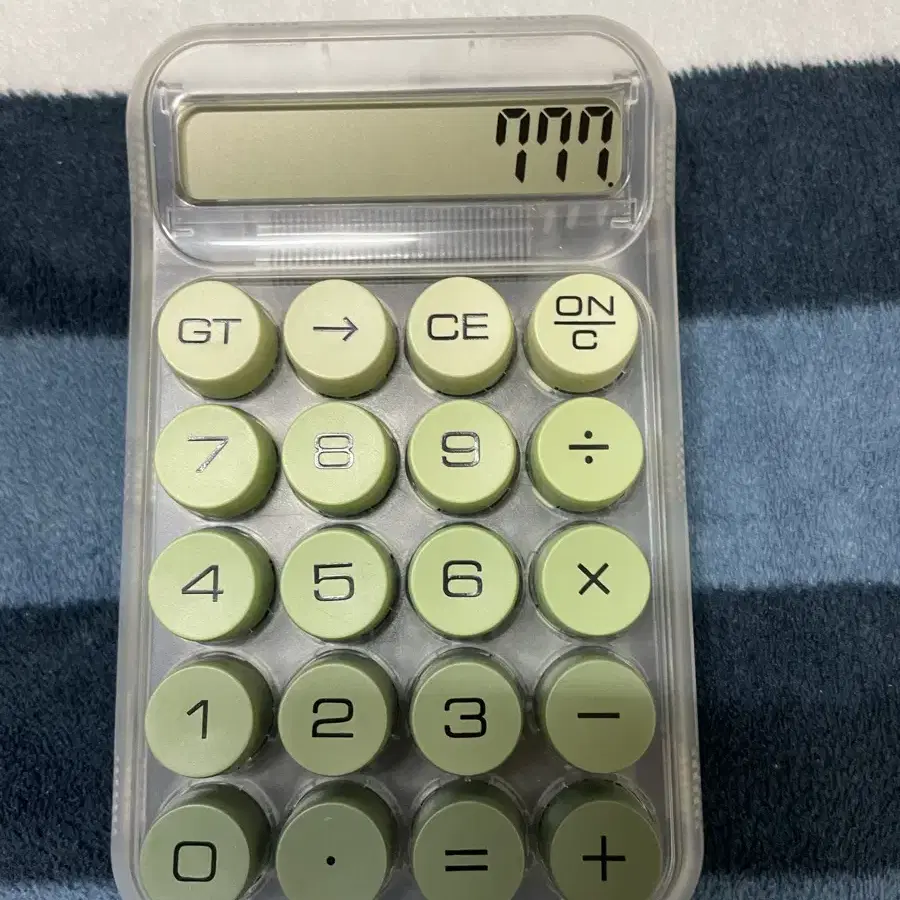 777.
GT → CE ON/C
7 8 9 ÷
4 5 6 ×
1 2 3 −
0 . = +